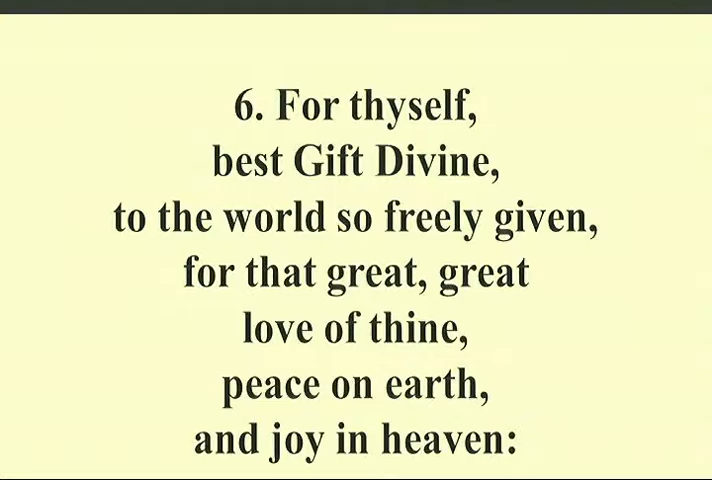 6. For thyself,
best Gift Divine,
to the world so freely given,
for that great, great
love of thine,
peace on earth,
and joy in heaven: